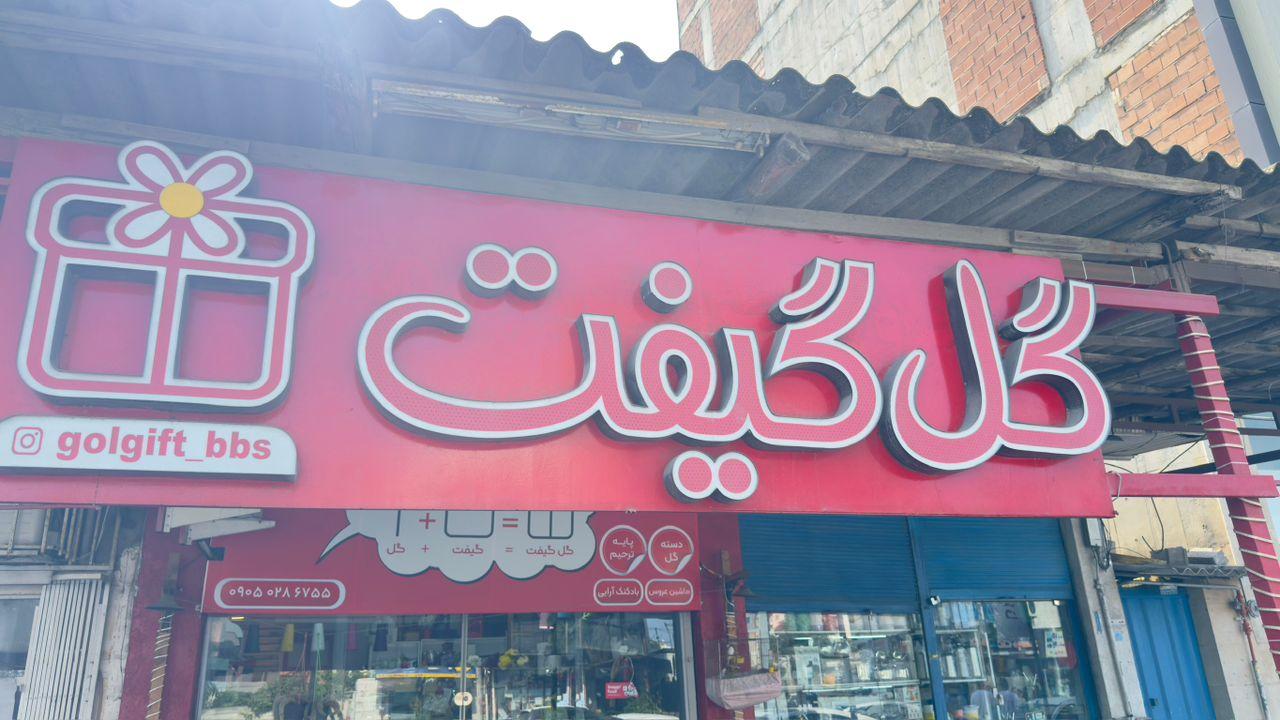 گل گیفت
golgift_bbs
گل + گیفت = گل گیفت
دسته گل
پایه ترحیم
ماشین عروس
بادکنک آرایی
۰۹۰۵ ۰۲۸ ۶۷۵۵